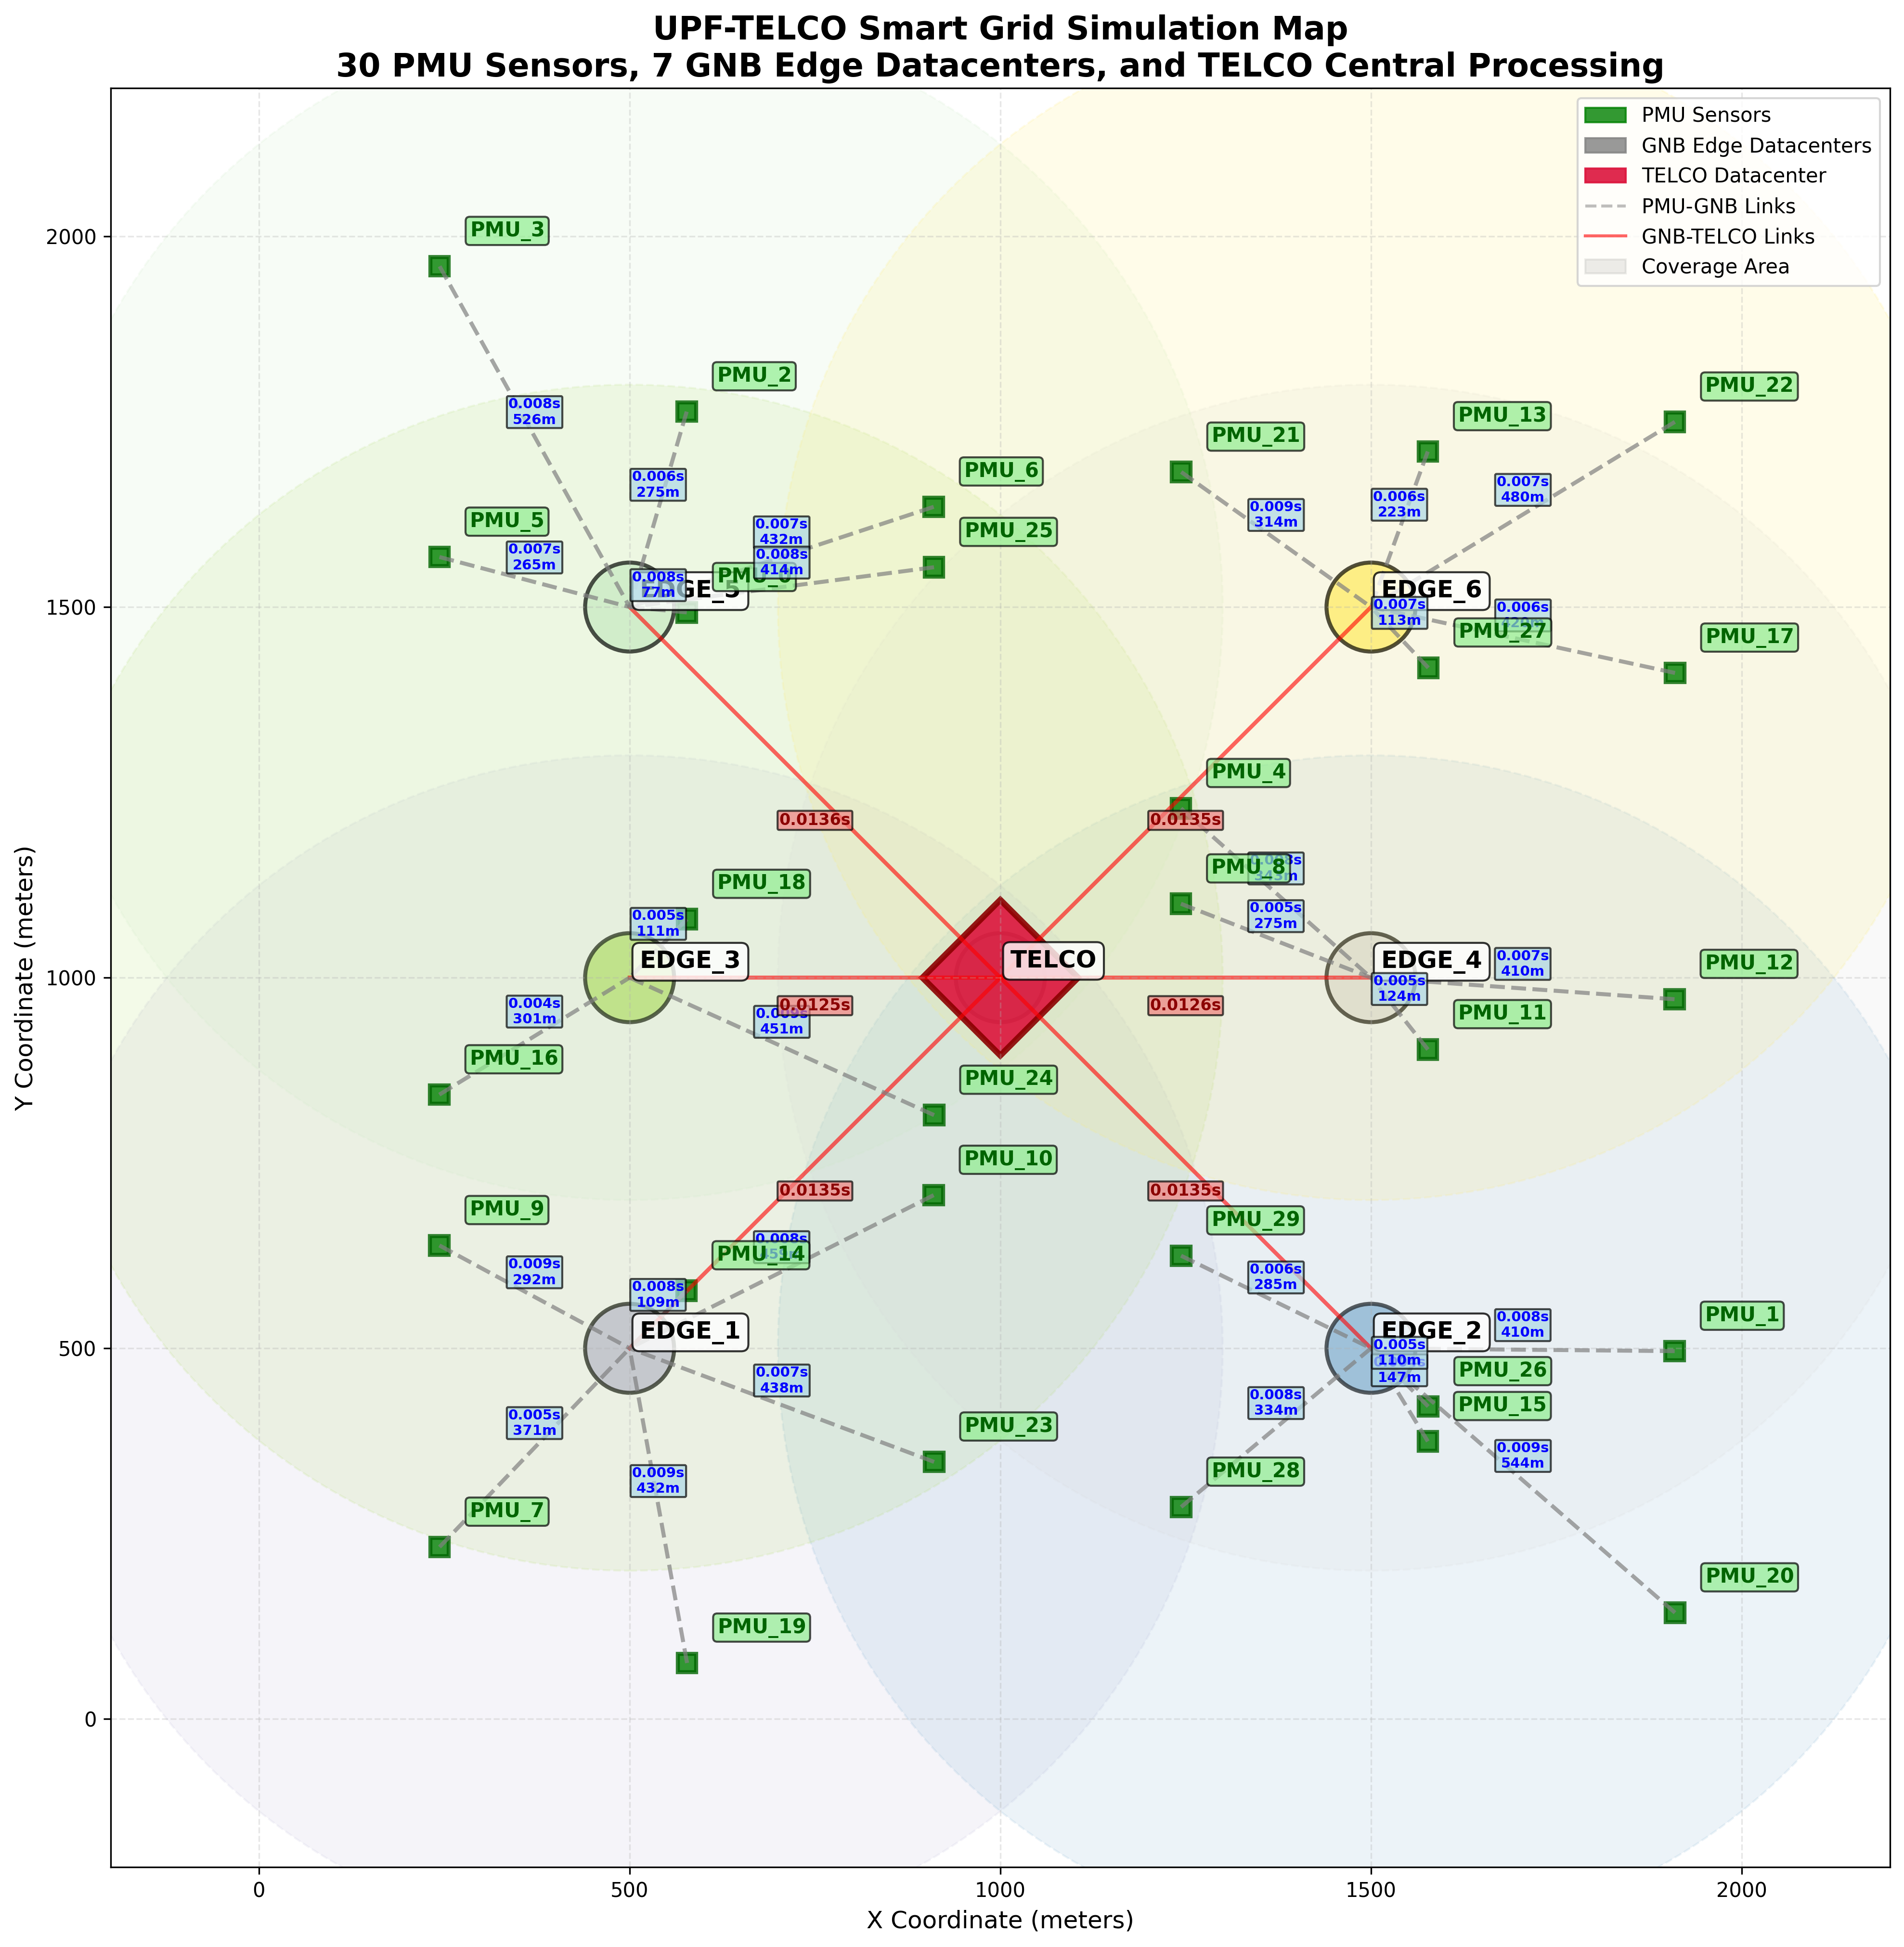 UPF-TELCO Smart Grid Simulation Map
30 PMU Sensors, 7 GNB Edge Datacenters, and TELCO Central Processing
PMU Sensors
GNB Edge Datacenters
TELCO Datacenter
PMU-GNB Links
GNB-TELCO Links
Coverage Area
Y Coordinate (meters)
2000
1500
1000
500
0
PMU_3
0.008s
526m
PMU_2
0.006s
275m
PMU_5
0.007s
265m
PMU_6
0.007s
432m
PMU_25
0.008s
414m
0.008s
77m
PMU_22
0.007s
480m
PMU_13
0.006s
223m
PMU_21
0.009s
314m
EDGE_6
0.007s
113m
0.006s
PMU_27
PMU_17
PMU_4
0.0136s
0.0135s
PMU_8
0.005s
275m
PMU_18
0.005s
111m
EDGE_3
TELCO
EDGE_4
0.007s
410m
PMU_12
0.005s
124m
PMU_11
0.004s
301m
0.0125s
451m
0.0126s
PMU_16
PMU_24
PMU_10
0.0135s
0.0135s
PMU_9
0.009s
292m
PMU_29
0.006s
285m
0.008s
PMU_14
0.008s
109m
EDGE_1
EDGE_2
0.008s
410m
PMU_1
0.005s
110m
147m
PMU_26
PMU_15
0.007s
438m
0.008s
334m
0.005s
371m
PMU_23
0.009s
544m
PMU_28
0.009s
432m
PMU_7
PMU_20
PMU_19
0
500
1000
1500
2000
X Coordinate (meters)